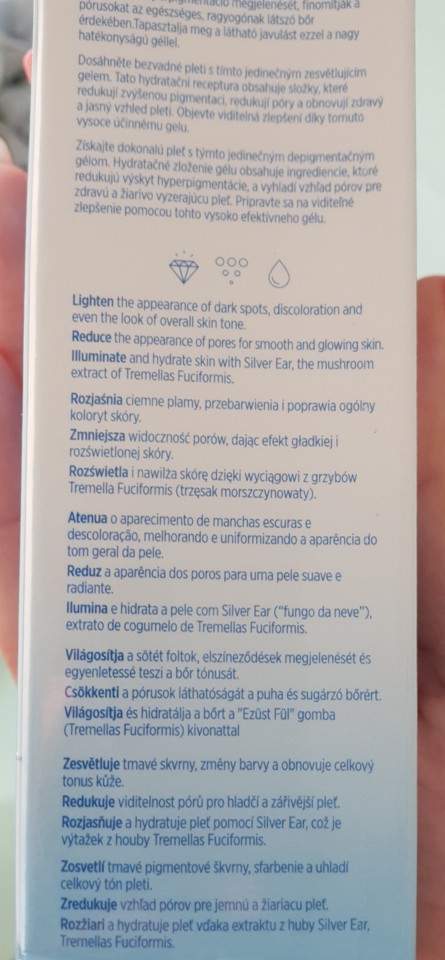 megjelenését, finomítják a
pórusokat az egészséges, ragyogónak látszó bőr
érdekében.Tapasztalja meg a látható javulást ezzel a nagy
hatékonyságú géllel.
Dosáhněte bezvadné pleti s tímto jedinečným zesvětlujícím
gelem. Tato hydratační receptura obsahuje složky, které
redukují zvýšenou pigmentaci, redukují póry a obnovují zdravý
a jasný vzhled pleti. Objevte viditelná zlepšení díky tomuto
vysoce účinnému gelu.
Získajte dokonalú pleť s týmto jedinečným depigmentačným
gélom. Hydratačné zloženie gélu obsahuje ingrediencie, ktoré
redukujú výskyt hyperpigmentácie, a vyhladí vzhľad pórov pre
zdravú a žiarivo vyzerajúcu pleť. Pripravte sa na viditeľné
zlepšenie pomocou tohto vysoko efektívneho gélu.
Lighten the appearance of dark spots, discoloration and
even the look of overall skin tone.
Reduce the appearance of pores for smooth and glowing skin.
Illuminate and hydrate skin with Silver Ear, the mushroom
extract of Tremellas Fuciformis.
Rozjaśnia ciemne plamy, przebarwienia i poprawia ogólny
koloryt skóry.
Zmniejsza widoczność porów, dając efekt gładkiej i
rozświetlonej skóry.
Rozświetla i nawilża skórę dzięki wyciągowi z grzybów
Tremella Fuciformis (trzęsak morszczynowaty).
Atenua o aparecimento de manchas escuras e
descoloração, melhorando e uniformizando a aparência do
tom geral da pele.
Reduz a aparência dos poros para uma pele suave e
radiante.
Ilumina e hidrata a pele com Silver Ear ("fungo da neve"),
extrato de cogumelo de Tremellas Fuciformis.
Világosítja a sötét foltok, elszíneződések megjelenését és
egyenletessé teszi a bőr tónusát.
Csökkenti a pórusok láthatóságát a puha és sugárzó bőrért.
Világosítja és hidratálja a bőrt a "Ezüst Fül" gomba
(Tremellas Fuciformis) kivonattal
Zesvětluje tmavé skvrny, změny barvy a obnovuje celkový
tonus kůže.
Redukuje viditelnost pórů pro hladčí a zářivější pleť.
Rozjasňuje a hydratuje pleť pomocí Silver Ear, což je
výtažek z houby Tremellas Fuciformis.
Zosvetlí tmavé pigmentové škvrny, sfarbenie a uhladí
celkový tón pleti.
Zredukuje vzhľad pórov pre jemnú a žiariacu pleť.
Rozžiari a hydratuje pleť vďaka extraktu z huby Silver Ear,
Tremellas Fuciformis.